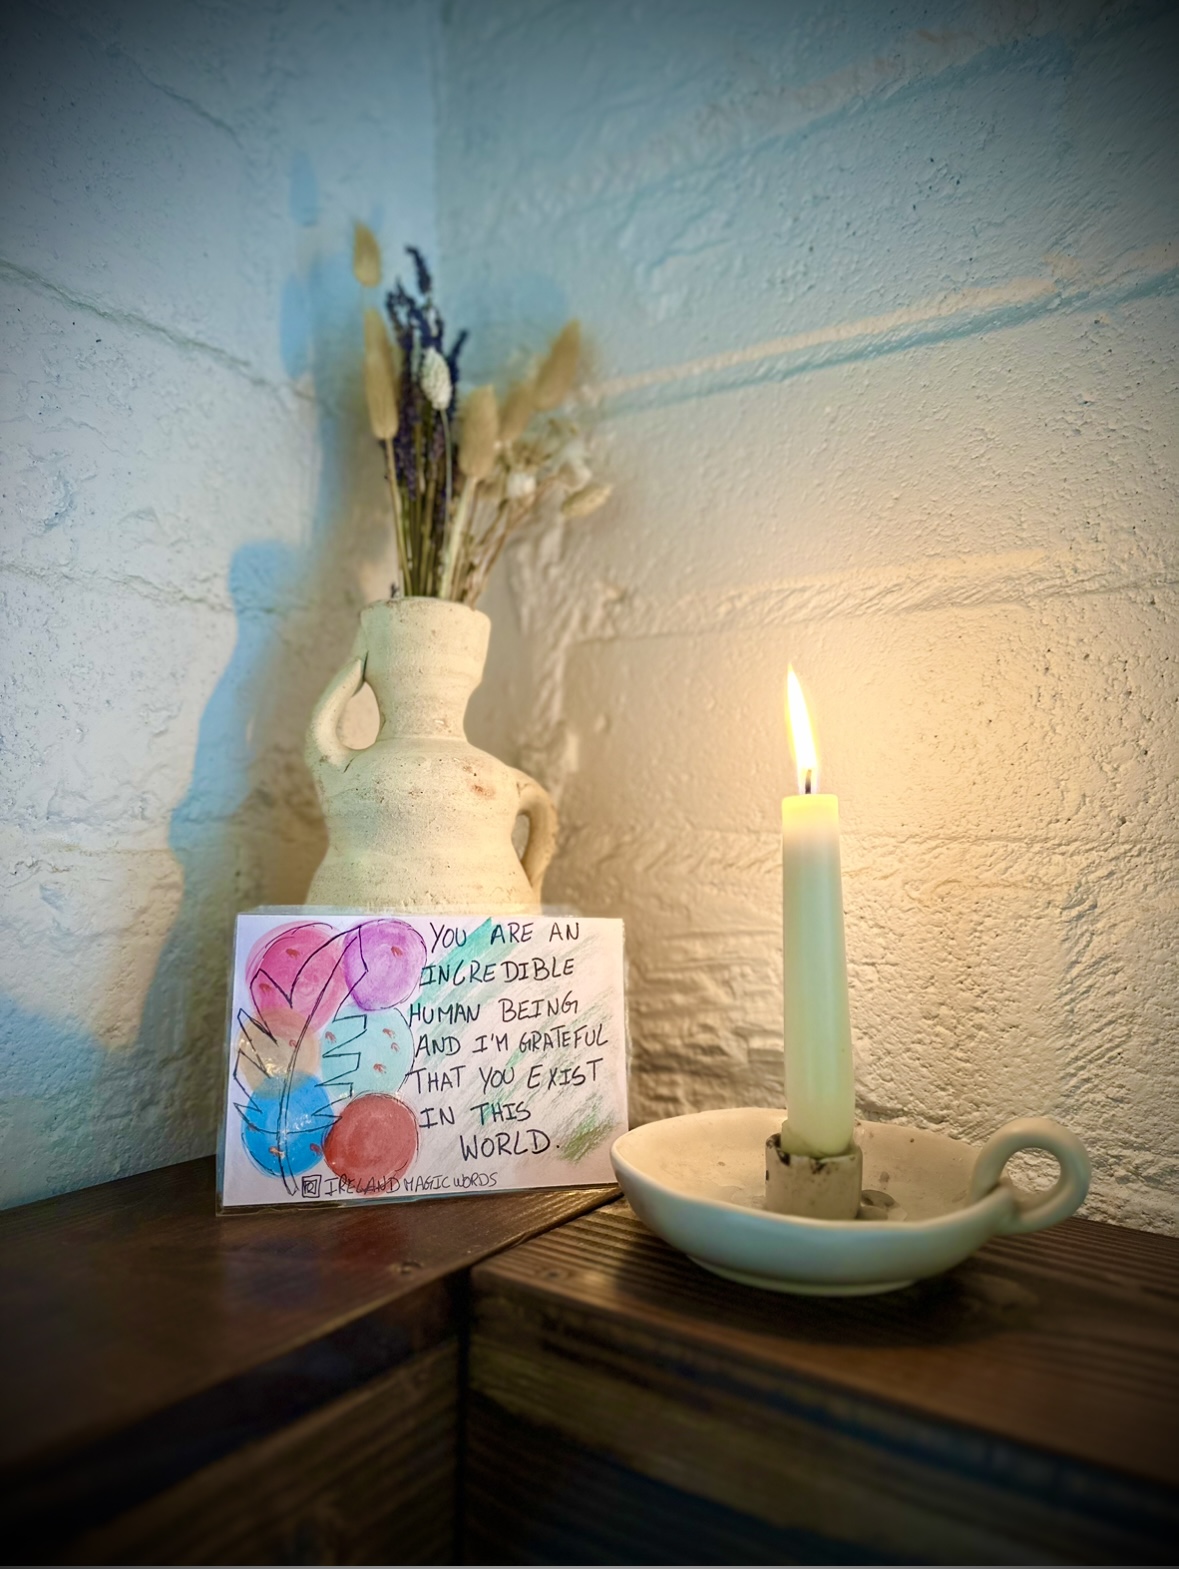 YOU ARE AN
INCREDIBLE
HUMAN BEING
AND I'M GRATEFUL
THAT YOU EXIST
IN THIS
WORLD.
IRELANDMAGICWORDS